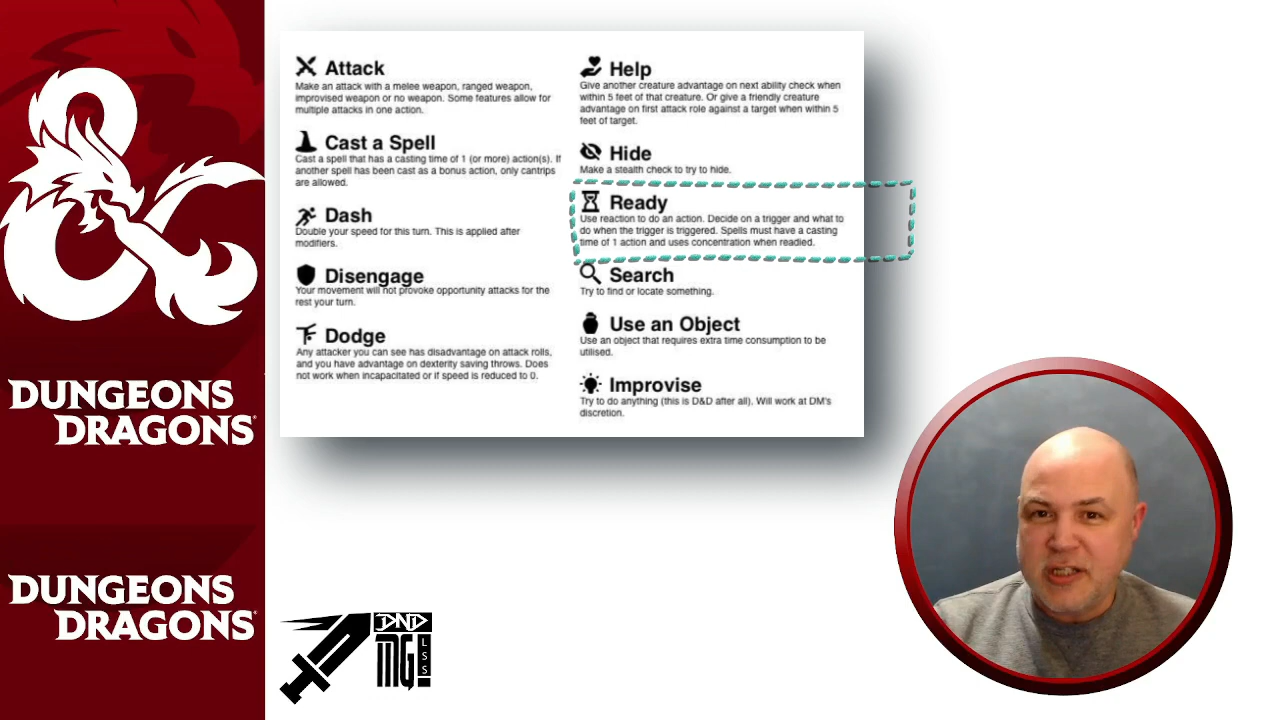 DUNGEONS
DRAGONS
DUNGEONS
DRAGONS
Attack
Make an attack with a melee weapon, ranged weapon,
improvised weapon or no weapon. Some features allow for
multiple attacks in one action.
Cast a Spell
Cast a spell that has a casting time of 1 (or more) action(s). If
another spell has been cast as a bonus action, only cantrips
are allowed.
Dash
Double your speed for this turn. This is applied after
modifiers.
Disengage
Your movement will not provoke opportunity attacks for the
rest your turn.
Dodge
Any attacker you can see has disadvantage on attack rolls,
and you have advantage on dexterity saving throws. Does
not work when incapacitated or if speed is reduced to 0.
Help
Give another creature advantage on next ability check when
within 5 feet of that creature. Or give a friendly creature
advantage on first attack role against a target when within 5
feet of target.
Hide
Make a stealth check to try to hide.
Ready
Use reaction to do an action. Decide on a trigger and what to
do when the trigger is triggered. Spells must have a casting
time of 1 action and uses concentration when readied.
Search
Try to find or locate something.
Use an Object
Use an object that requires extra time consumption to be
utilised.
Improvise
Try to do anything (this is D&D after all). Will work at DM's
discretion.
DND
MG!
LSS